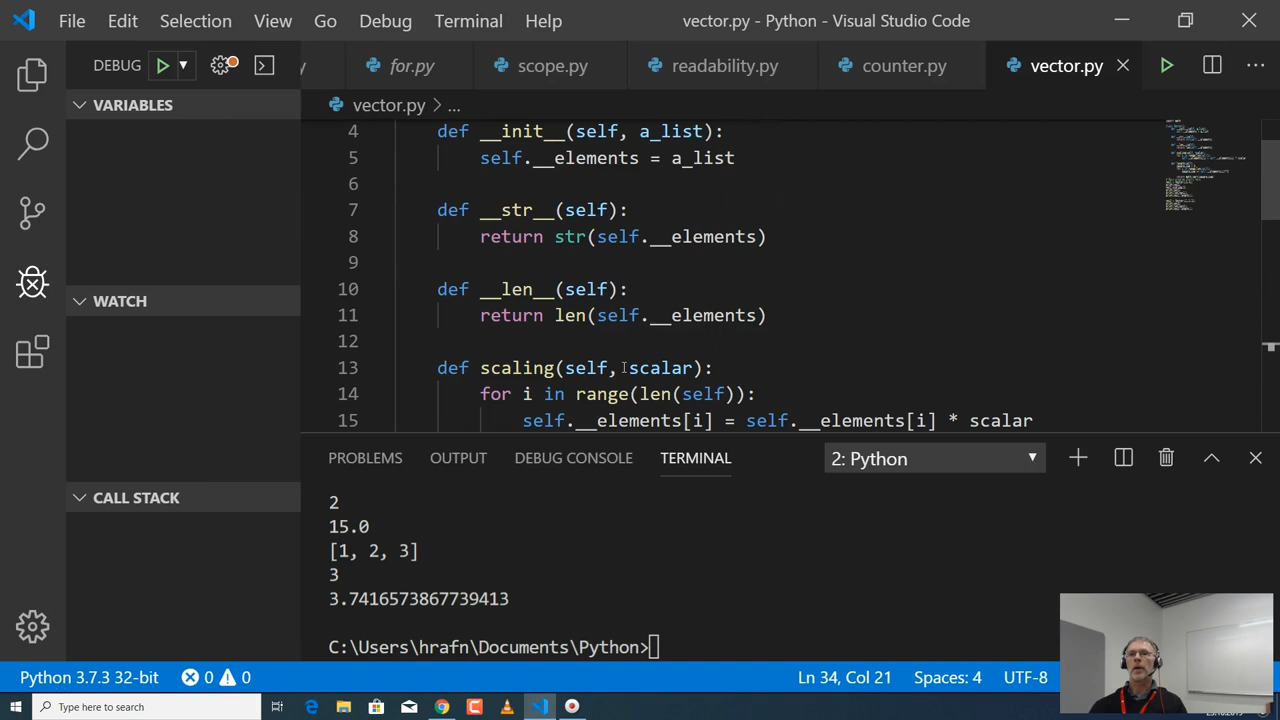 File Edit Selection View Go Debug Terminal Help vector.py - Python - Visual Studio Code
DEBUG
y for.py scope.py readability.py counter.py vector.py
VARIABLES
vector.py > ...
4 def __init__(self, a_list):
5 self.__elements = a_list
6
7 def __str__(self):
8 return str(self.__elements)
9
10 def __len__(self):
11 return len(self.__elements)
12
13 def scaling(self, scalar):
14 for i in range(len(self)):
15 self.__elements[i] = self.__elements[i] * scalar
WATCH
CALL STACK
PROBLEMS OUTPUT DEBUG CONSOLE TERMINAL 2: Python
2
15.0
[1, 2, 3]
3
3.7416573867739413
C:\Users\hrafn\Documents\Python>
Python 3.7.3 32-bit 0 0 Ln 34, Col 21 Spaces: 4 UTF-8
Type here to search